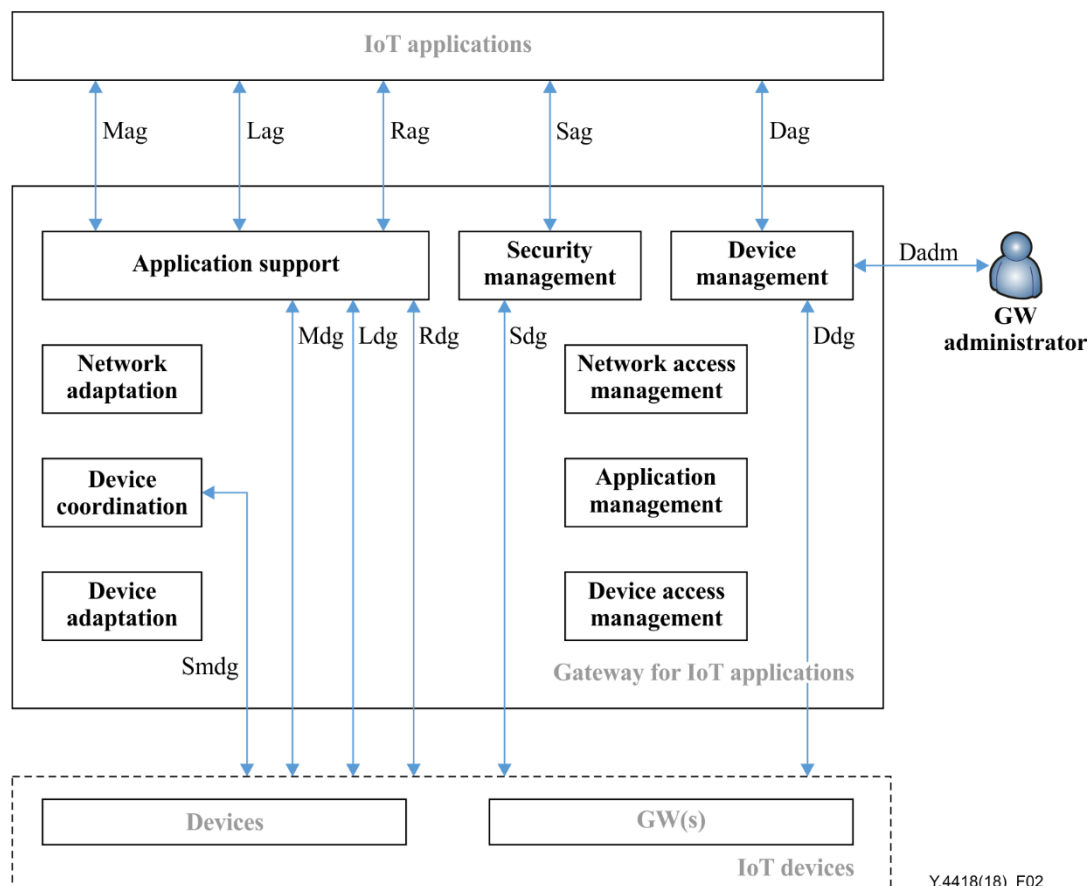 IoT applications
Mag
Lag
Rag
Sag
Dag
Application support
Security
management
Device
management
Dadm
GW
administrator
Mdg
Ldg
Rdg
Sdg
Ddg
Network
adaptation
Network access
management
Device
coordination
Application
management
Device
adaptation
Device access
management
Smdg
Gateway for IoT applications
Devices
GW(s)
IoT devices
Y.4418(18)_F02